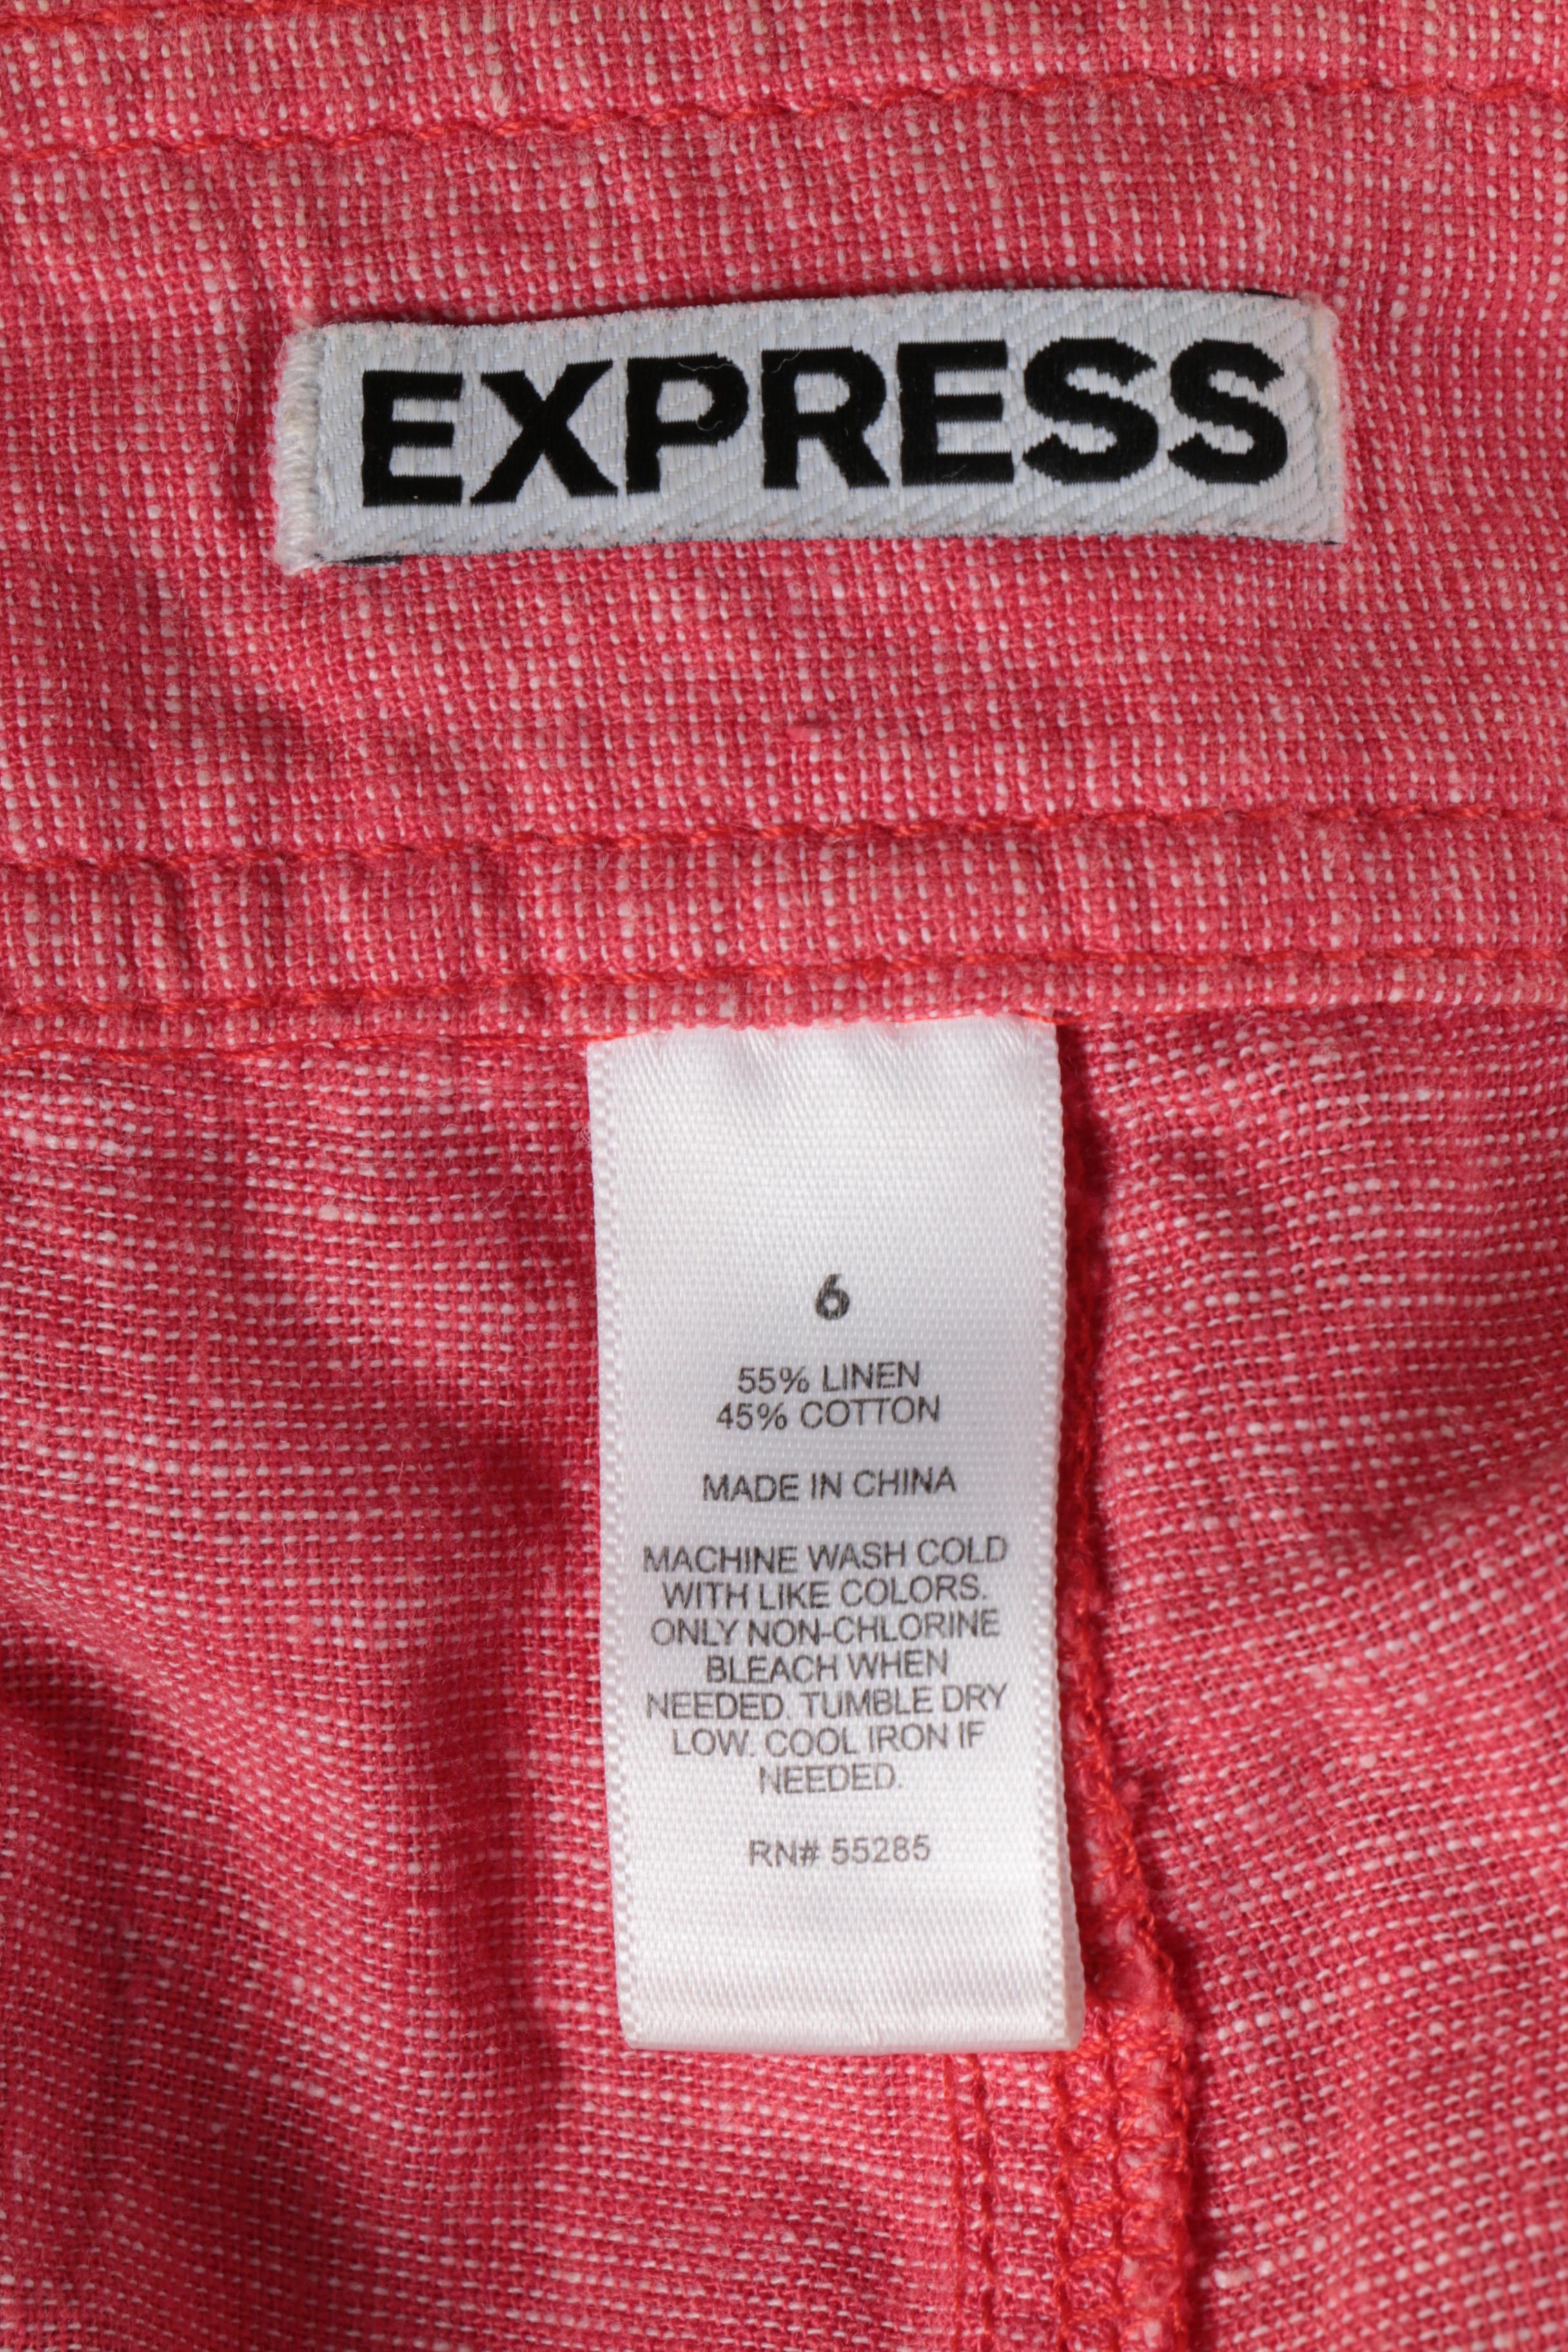 EXPRESS
6
55% LINEN
45% COTTON
MADE IN CHINA
MACHINE WASH COLD
WITH LIKE COLORS.
ONLY NON-CHLORINE
BLEACH WHEN
NEEDED. TUMBLE DRY
LOW. COOL IRON IF
NEEDED.
RN# 55285